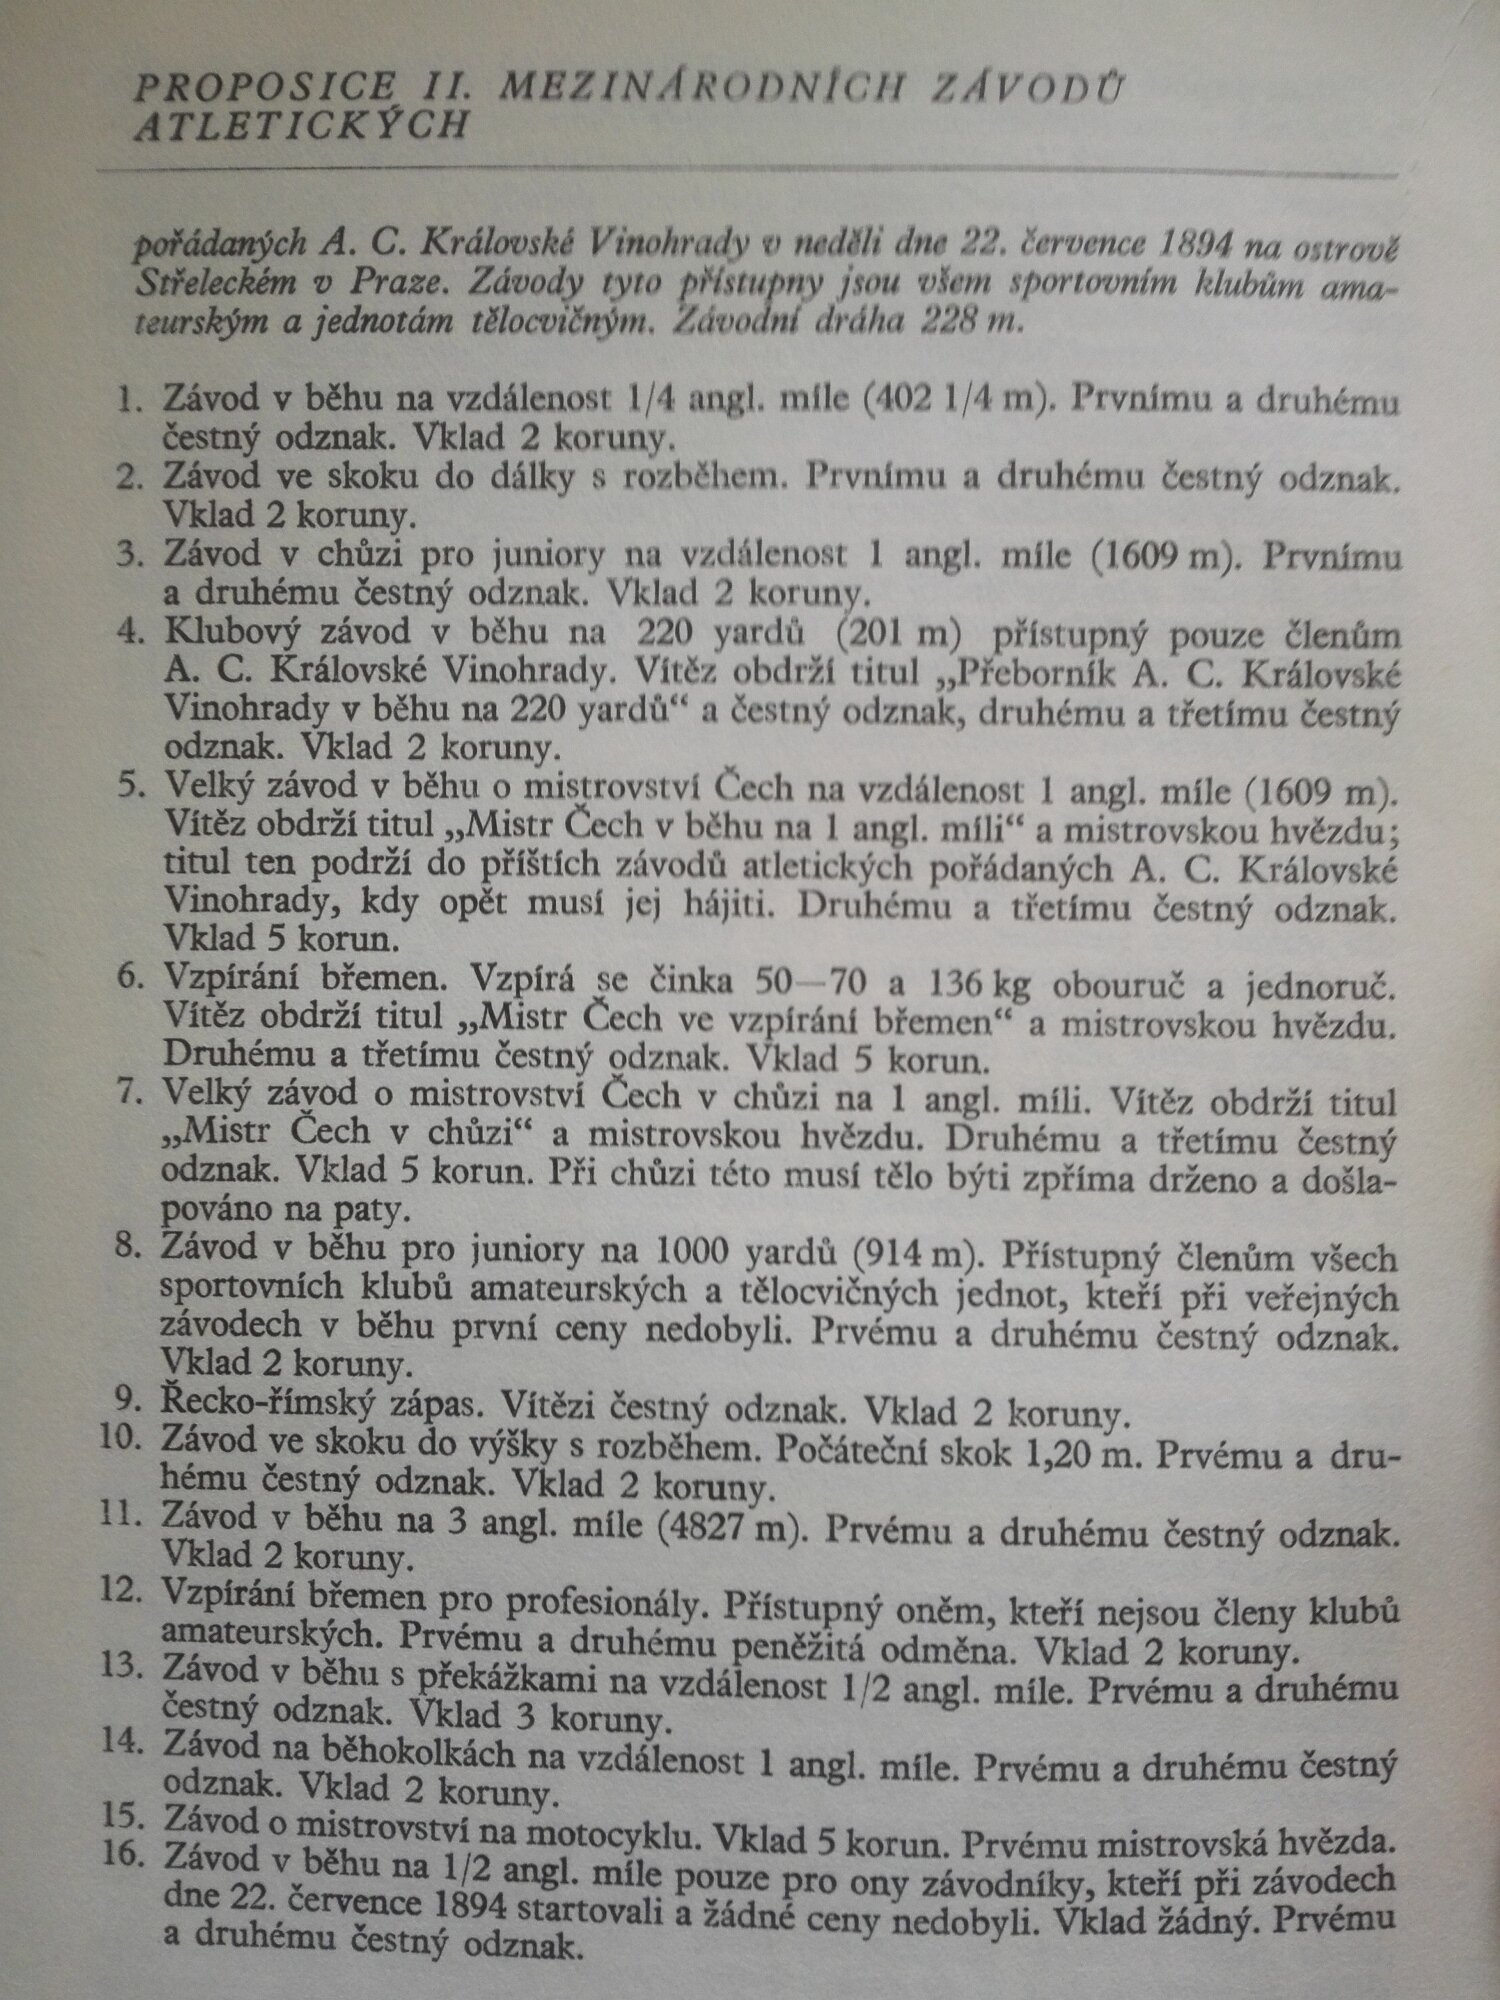 PROPOSICE II. MEZINÁRODNÍCH ZÁVODŮ
ATLETICKÝCH
pořádaných A. C. Královské Vinohrady v neděli dne 22. července 1894 na ostrově
Střeleckém v Praze. Závody tyto přístupny jsou všem sportovním klubům ama-
teurským a jednotám tělocvičným. Závodní dráha 228 m.
1. Závod v běhu na vzdálenost 1/4 angl. míle (402 1/4 m). Prvnímu a druhému
čestný odznak. Vklad 2 koruny.
2. Závod ve skoku do dálky s rozběhem. Prvnímu a druhému čestný odznak.
Vklad 2 koruny.
3. Závod v chůzi pro juniory na vzdálenost 1 angl. míle (1609 m). Prvnímu
a druhému čestný odznak. Vklad 2 koruny.
4. Klubový závod v běhu na 220 yardů (201 m) přístupný pouze členům
A. C. Královské Vinohrady. Vítěz obdrží titul „Přeborník A. C. Královské
Vinohrady v běhu na 220 yardů“ a čestný odznak, druhému a třetímu čestný
odznak. Vklad 2 koruny.
5. Velký závod v běhu o mistrovství Čech na vzdálenost 1 angl. míle (1609 m).
Vítěz obdrží titul „Mistr Čech v běhu na 1 angl. míli“ a mistrovskou hvězdu;
titul ten podrží do příštích závodů atletických pořádaných A. C. Královské
Vinohrady, kdy opět musí jej hájiti. Druhému a třetímu čestný odznak.
Vklad 5 korun.
6. Vzpírání břemen. Vzpírá se činka 50—70 a 136 kg obouruč a jednoruč.
Vítěz obdrží titul „Mistr Čech ve vzpírání břemen“ a mistrovskou hvězdu.
Druhému a třetímu čestný odznak. Vklad 5 korun.
7. Velký závod o mistrovství Čech v chůzi na 1 angl. míli. Vítěz obdrží titul
„Mistr Čech v chůzi“ a mistrovskou hvězdu. Druhému a třetímu čestný
odznak. Vklad 5 korun. Při chůzi této musí tělo býti zpříma drženo a došla-
pováno na paty.
8. Závod v běhu pro juniory na 1000 yardů (914 m). Přístupný členům všech
sportovních klubů amateurských a tělocvičných jednot, kteří při veřejných
závodech v běhu první ceny nedobyli. Prvému a druhému čestný odznak.
Vklad 2 koruny.
9. Řecko-římský zápas. Vítězi čestný odznak. Vklad 2 koruny.
10. Závod ve skoku do výšky s rozběhem. Počáteční skok 1,20 m. Prvému a dru-
hému čestný odznak. Vklad 2 koruny.
11. Závod v běhu na 3 angl. míle (4827 m). Prvému a druhému čestný odznak.
Vklad 2 koruny.
12. Vzpírání břemen pro profesionály. Přístupný oněm, kteří nejsou členy klubů
amateurských. Prvému a druhému peněžitá odměna. Vklad 2 koruny.
13. Závod v běhu s překážkami na vzdálenost 1/2 angl. míle. Prvému a druhému
čestný odznak. Vklad 3 koruny.
14. Závod na běhokolkách na vzdálenost 1 angl. míle. Prvému a druhému čestný
odznak. Vklad 2 koruny.
15. Závod o mistrovství na motocyklu. Vklad 5 korun. Prvému mistrovská hvězda.
16. Závod v běhu na 1/2 angl. míle pouze pro ony závodníky, kteří při závodech
dne 22. července 1894 startovali a žádné ceny nedobyli. Vklad žádný. Prvému
a druhému čestný odznak.